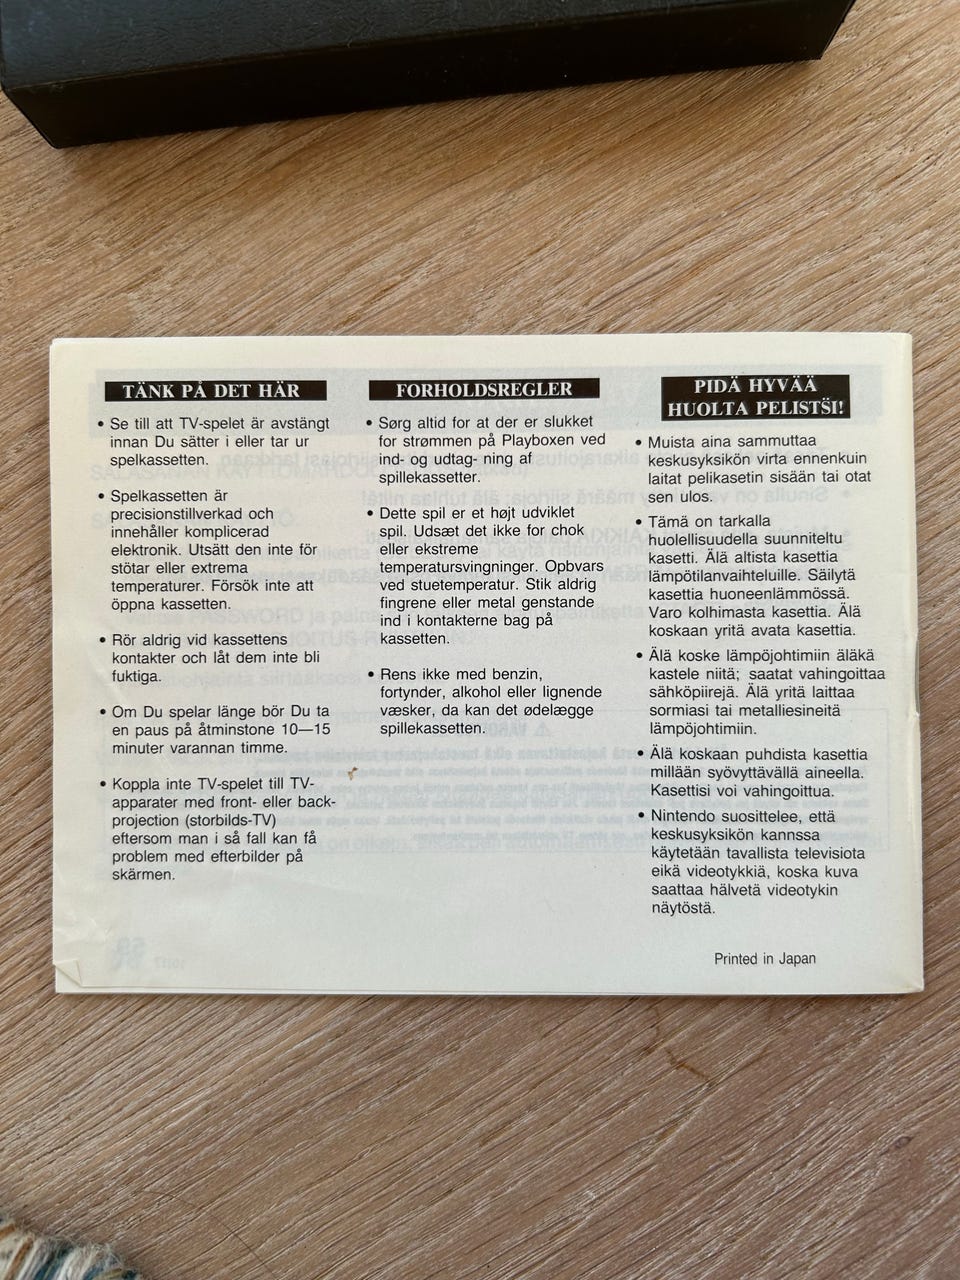 TÄNK PÅ DET HÄR
• Se till att TV-spelet är avstängt
innan Du sätter i eller tar ur
spelkassetten.
• Spelkassetten är
precisionstillverkad och
innehåller komplicerad
elektronik. Utsätt den inte för
stötar eller extrema
temperaturer. Försök inte att
öppna kassetten.
• Rör aldrig vid kassettens
kontakter och låt dem inte bli
fuktiga.
• Om Du spelar länge bör Du ta
en paus på åtminstone 10—15
minuter varannan timme.
• Koppla inte TV-spelet till TV-
apparater med front- eller back-
projection (storbilds-TV)
eftersom man i så fall kan få
problem med efterbilder på
skärmen.
FORHOLDSREGLER
• Sørg altid for at der er slukket
for strømmen på Playboxen ved
ind- og udtag- ning af
spillekassetter.
• Dette spil er et højt udviklet
spil. Udsæt det ikke for chok
eller ekstreme
temperatursvingninger. Opbvars
ved stuetemperatur. Stik aldrig
fingrene eller metal genstande
ind i kontakterne bag på
kassetten.
• Rens ikke med benzin,
fortynder, alkohol eller lignende
væsker, da kan det ødelægge
spillekassetten.
PIDÄ HYVÄÄ
HUOLTA PELISTŠI!
• Muista aina sammuttaa
keskusyksikön virta ennenkuin
laitat pelikasetin sisään tai otat
sen ulos.
• Tämä on tarkalla
huolellisuudella suunniteltu
kasetti. Älä altista kasettia
lämpötilanvaihteluille. Säilytä
kasettia huoneenlämmössä.
Varo kolhimasta kasettia. Älä
koskaan yritä avata kasettia.
• Älä koske lämpöjohtimiin äläkä
kastele niitä; saatat vahingoittaa
sähköpiirejä. Älä yritä laittaa
sormiasi tai metalliesineitä
lämpöjohtimiin.
• Älä koskaan puhdista kasettia
millään syövyttävällä aineella.
Kasettisi voi vahingoittua.
• Nintendo suosittelee, että
keskusyksikön kannssa
käytetään tavallista televisiota
eikä videotykkiä, koska kuva
saattaa hälvetä videotykin
näytöstä.
Printed in Japan